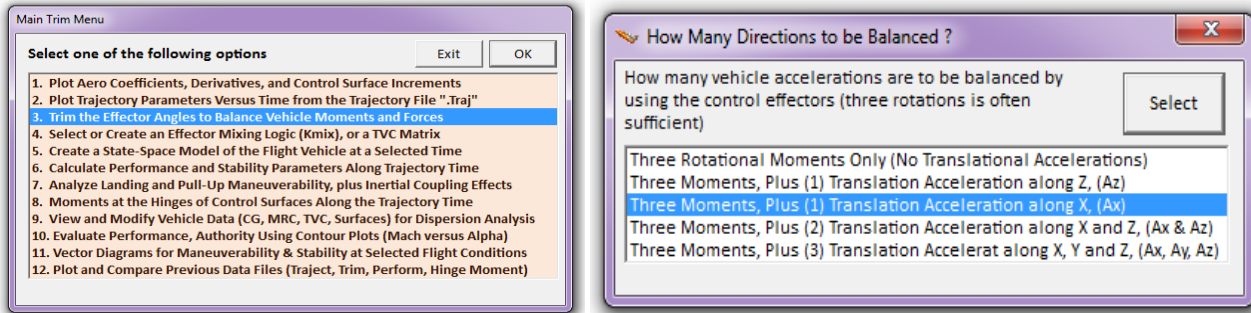 Main Trim Menu
Select one of the following options
Exit
OK
1. Plot Aero Coefficients, Derivatives, and Control Surface Increments
2. Plot Trajectory Parameters Versus Time from the Trajectory File ".Traj"
3. Trim the Effector Angles to Balance Vehicle Moments and Forces
4. Select or Create an Effector Mixing Logic (Kmix), or a TVC Matrix
5. Create a State-Space Model of the Flight Vehicle at a Selected Time
6. Calculate Performance and Stability Parameters Along Trajectory Time
7. Analyze Landing and Pull-Up Maneuverability, plus Inertial Coupling Effects
8. Moments at the Hinges of Control Surfaces Along the Trajectory Time
9. View and Modify Vehicle Data (CG, MRC, TVC, Surfaces) for Dispersion Analysis
10. Evaluate Performance, Authority Using Contour Plots (Mach versus Alpha)
11. Vector Diagrams for Maneuverability & Stability at Selected Flight Conditions
12. Plot and Compare Previous Data Files (Traject, Trim, Perform, Hinge Moment)
How Many Directions to be Balanced ?
How many vehicle accelerations are to be balanced by
using the control effectors (three rotations is often
sufficient)
Select
Three Rotational Moments Only (No Translational Accelerations)
Three Moments, Plus (1) Translation Acceleration along Z, (Az)
Three Moments, Plus (1) Translation Acceleration along X, (Ax)
Three Moments, Plus (2) Translation Acceleration along X and Z, (Ax & Az)
Three Moments, Plus (3) Translation Accelerat along X, Y and Z, (Ax, Ay, Az)